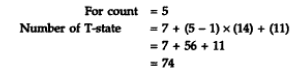 For count = 5
Number of T-state = 7 + (5 – 1) × (14) + (11)
= 7 + 56 + 11
= 74